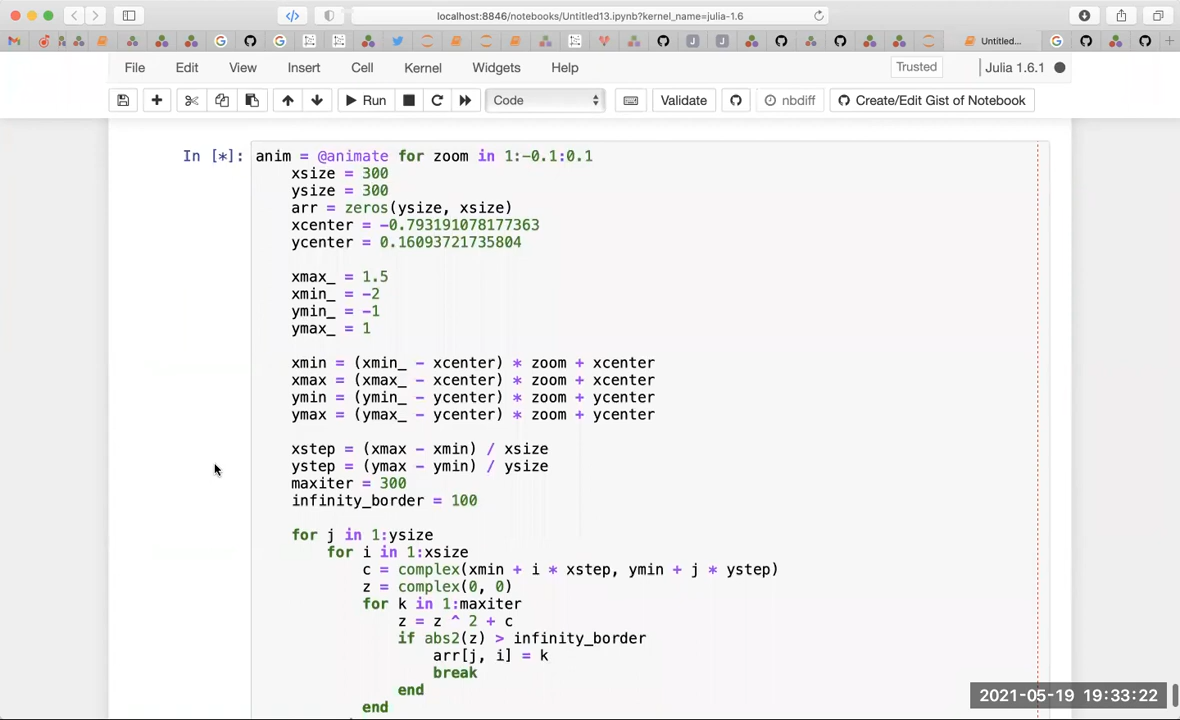 localhost:8846/notebooks/Untitled13.ipynb?kernel_name=julia-1.6
Untitled...
File Edit View Insert Cell Kernel Widgets Help Trusted Julia 1.6.1
Run Code Validate nbdiff Create/Edit Gist of Notebook
In [*]: anim = @animate for zoom in 1:-0.1:0.1
xsize = 300
ysize = 300
arr = zeros(ysize, xsize)
xcenter = -0.793191078177363
ycenter = 0.16093721735804
xmax_ = 1.5
xmin_ = -2
ymin_ = -1
ymax_ = 1
xmin = (xmin_ - xcenter) * zoom + xcenter
xmax = (xmax_ - xcenter) * zoom + xcenter
ymin = (ymin_ - ycenter) * zoom + ycenter
ymax = (ymax_ - ycenter) * zoom + ycenter
xstep = (xmax - xmin) / xsize
ystep = (ymax - ymin) / ysize
maxiter = 300
infinity_border = 100
for j in 1:ysize
for i in 1:xsize
c = complex(xmin + i * xstep, ymin + j * ystep)
z = complex(0, 0)
for k in 1:maxiter
z = z ^ 2 + c
if abs2(z) > infinity_border
arr[j, i] = k
break
end
end
2021-05-19 19:33:22